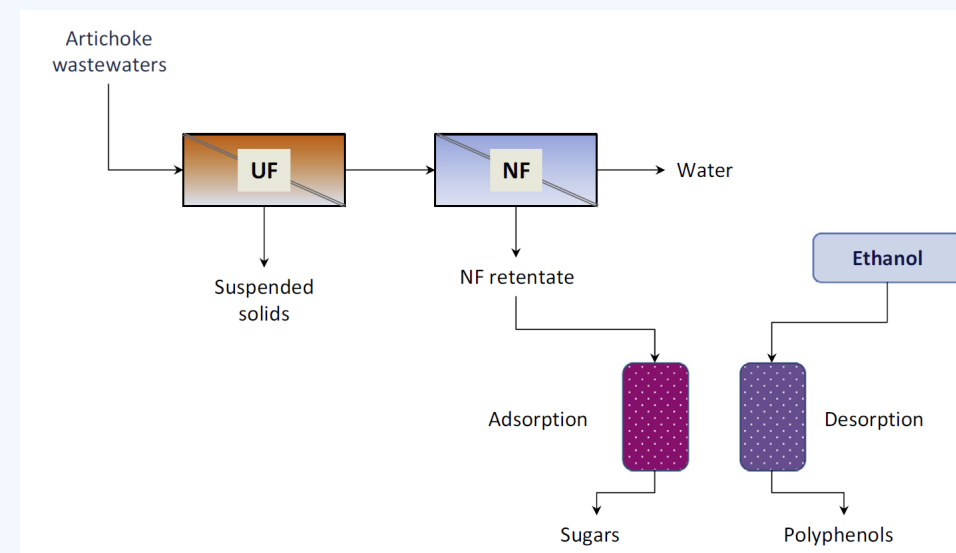 Artichoke
wastewaters
UF
NF
Water
Suspended
solids
NF retentate
Ethanol
Adsorption
Desorption
Sugars
Polyphenols